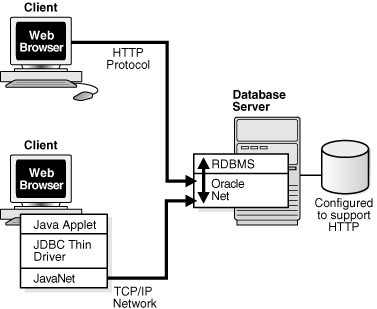 Client
Web
Browser
HTTP
Protocol
Database
Server
RDBMS
Oracle
Net
Configured
to support
HTTP
Client
Web
Browser
Java Applet
JDBC Thin
Driver
JavaNet
TCP/IP
Network